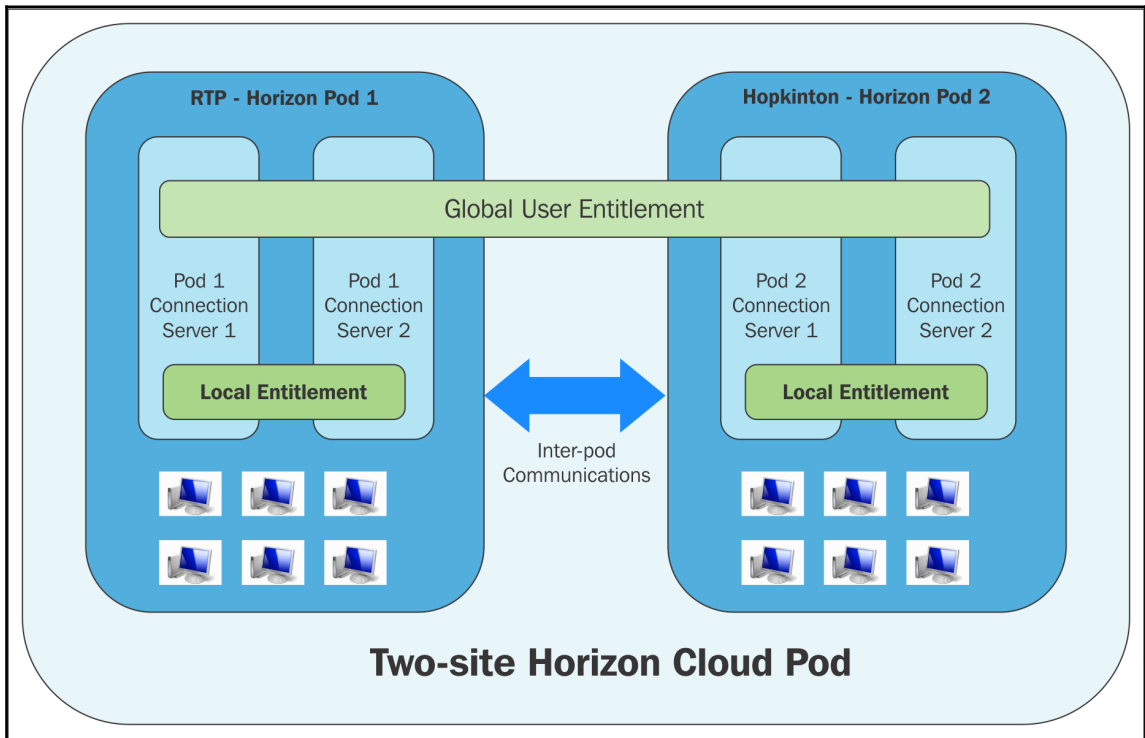 RTP - Horizon Pod 1
Hopkinton - Horizon Pod 2
Global User Entitlement
Pod 1
Connection
Server 1
Pod 1
Connection
Server 2
Pod 2
Connection
Server 1
Pod 2
Connection
Server 2
Local Entitlement
Local Entitlement
Inter-pod
Communications
Two-site Horizon Cloud Pod